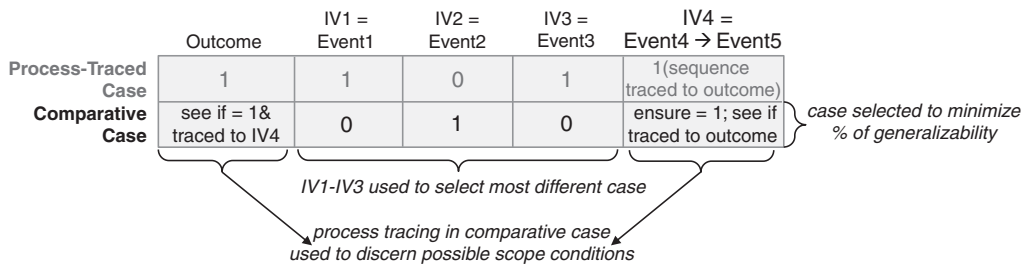 IV1 = IV2 = IV3 = IV4 =
Outcome Event1 Event2 Event3 Event4 → Event5
Process-Traced Case 1 1 0 1 1(sequence traced to outcome)
Comparative Case see if = 1& traced to IV4 0 1 0 ensure = 1; see if traced to outcome
case selected to minimize
% of generalizability
IV1-IV3 used to select most different case
process tracing in comparative case
used to discern possible scope conditions